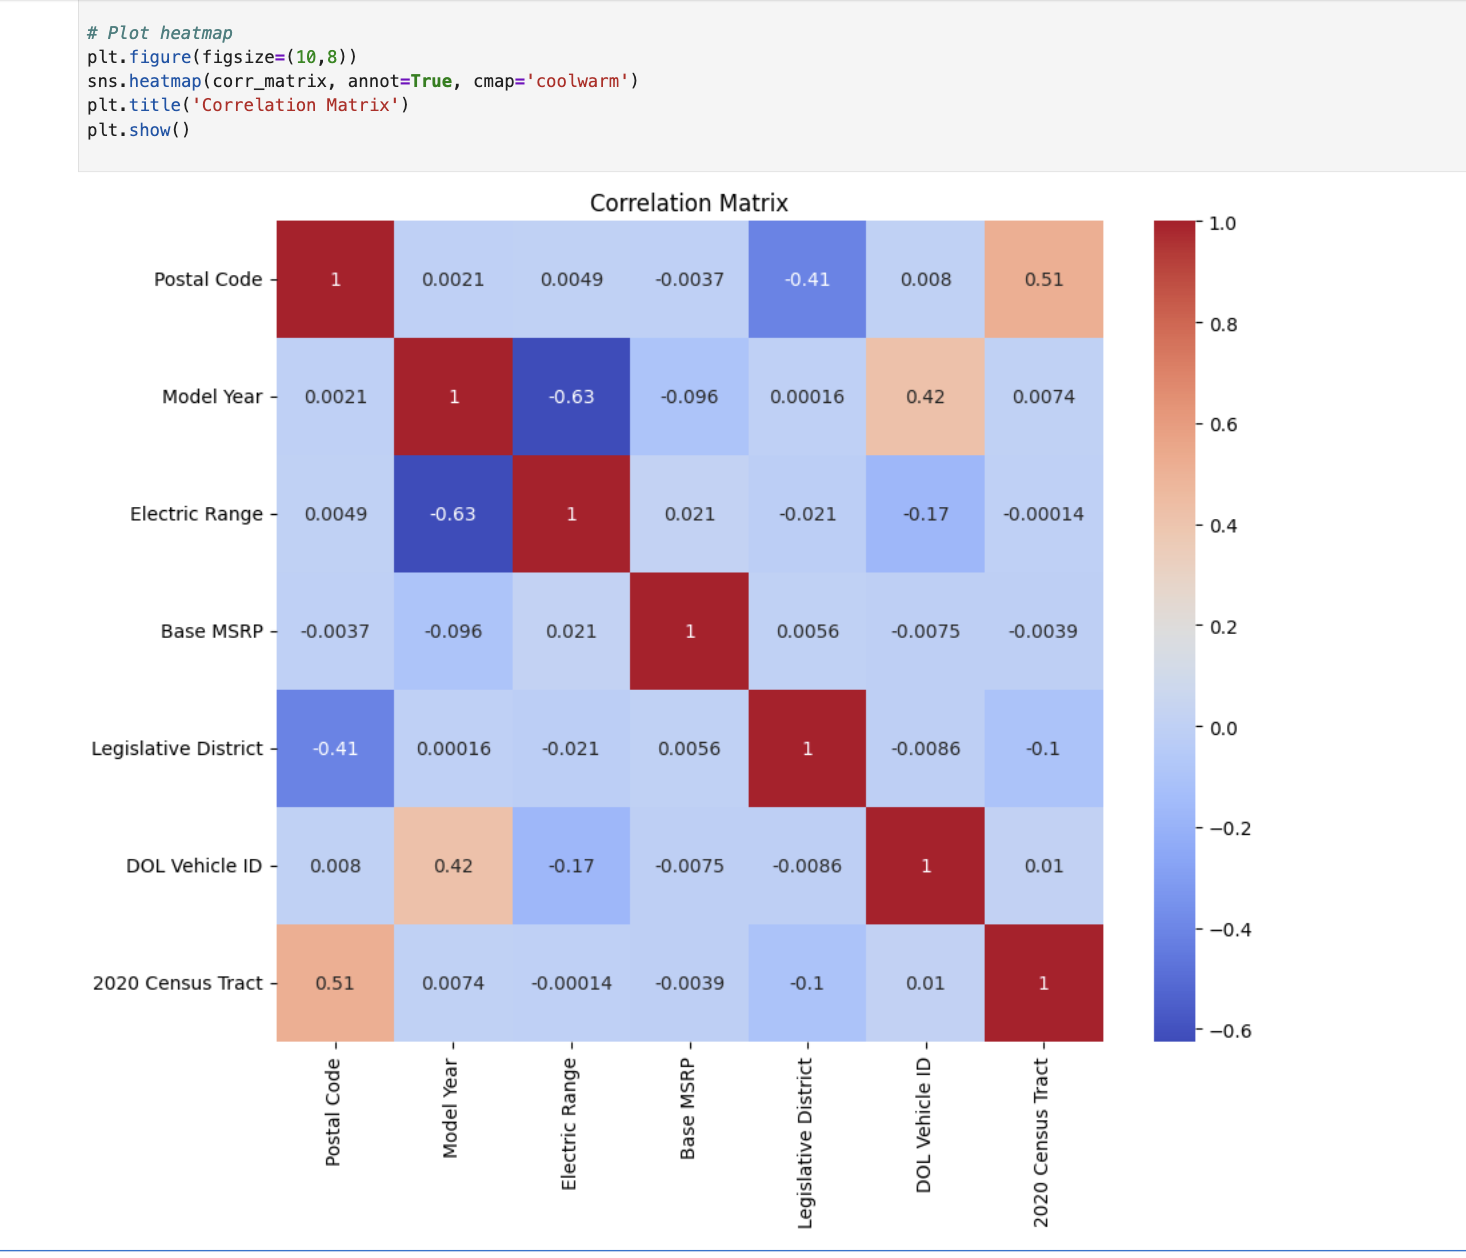 # Plot heatmap
plt.figure(figsize=(10,8))
sns.heatmap(corr_matrix, annot=True, cmap='coolwarm')
plt.title('Correlation Matrix')
plt.show()
Correlation Matrix
Postal Code 1 0.0021 0.0049 -0.0037 -0.41 0.008 0.51
Model Year 0.0021 1 -0.63 -0.096 0.00016 0.42 0.0074
Electric Range 0.0049 -0.63 1 0.021 -0.021 -0.17 -0.00014
Base MSRP -0.0037 -0.096 0.021 1 0.0056 -0.0075 -0.0039
Legislative District -0.41 0.00016 -0.021 0.0056 1 -0.0086 -0.1
DOL Vehicle ID 0.008 0.42 -0.17 -0.0075 -0.0086 1 0.01
2020 Census Tract 0.51 0.0074 -0.00014 -0.0039 -0.1 0.01 1
Postal Code
Model Year
Electric Range
Base MSRP
Legislative District
DOL Vehicle ID
2020 Census Tract
1.0
0.8
0.6
0.4
0.2
0.0
−0.2
−0.4
−0.6